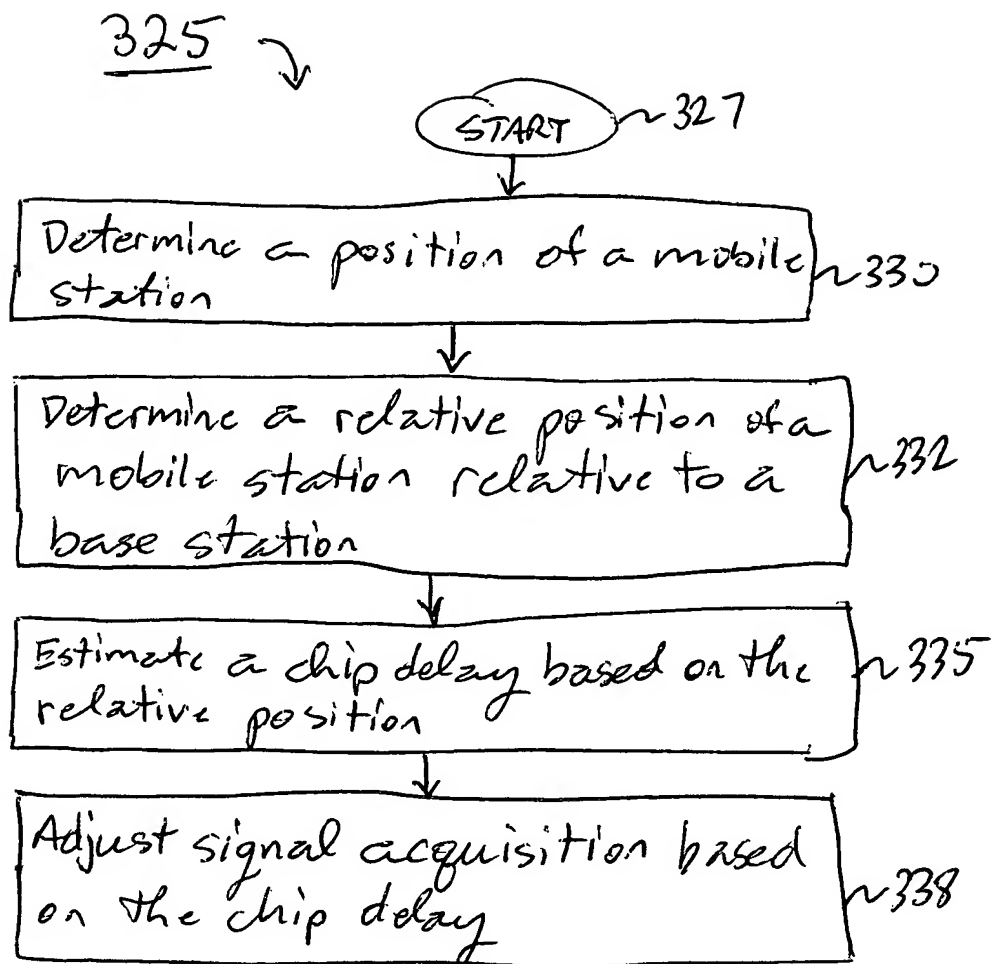 325
START ~327
Determine a position of a mobile
station
~330
Determine a relative position of a
mobile station relative to a
base station
~332
Estimate a chip delay based on the
relative position
~335
Adjust signal acquisition based
on the chip delay
~338